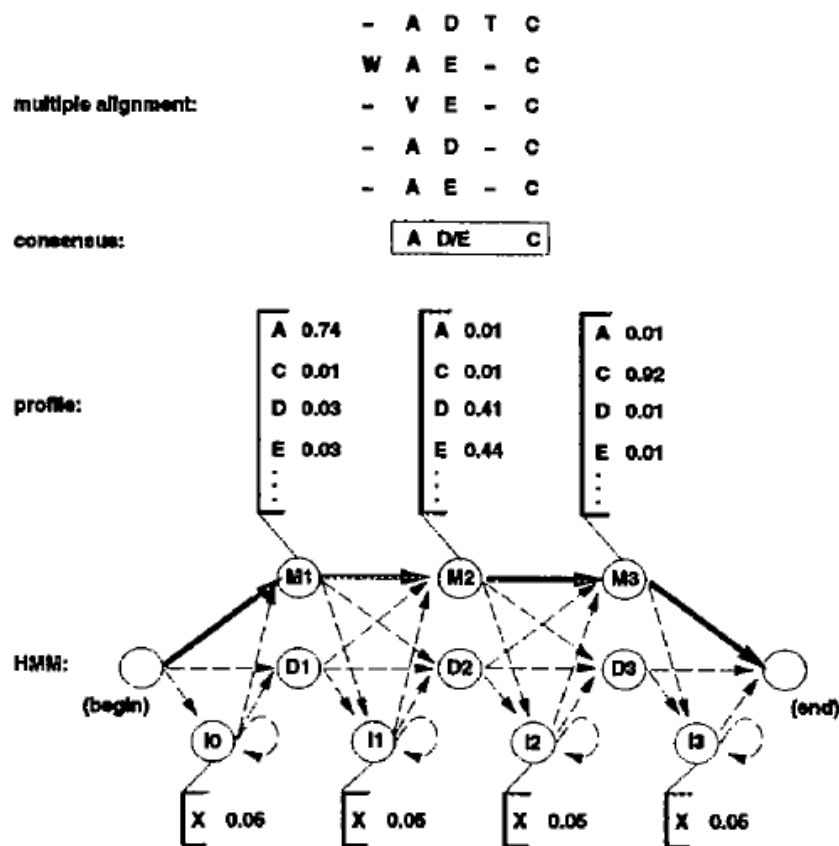 - A D T C
W A E - C
multiple alignment: - V E - C
- A D - C
- A E - C
consensus: A D/E C
A 0.74 A 0.01 A 0.01
C 0.01 C 0.01 C 0.92
profile: D 0.03 D 0.41 D 0.01
E 0.03 E 0.44 E 0.01
M1 M2 M3
HMM: D1 D2 D3
(begin) (end)
I0 I1 I2 I3
X 0.05 X 0.05 X 0.05 X 0.05